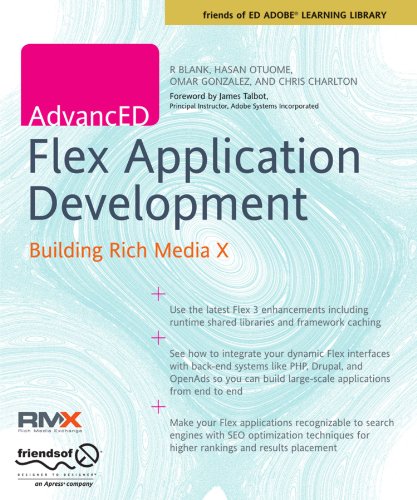 friends of ED ADOBE® LEARNING LIBRARY
R BLANK, HASAN OTUOME,
OMAR GONZALEZ, AND CHRIS CHARLTON
Foreword by James Talbot,
Principal Instructor, Adobe Systems Incorporated
AdvancED
Flex Application
Development
Building Rich Media X
Use the latest Flex 3 enhancements including
runtime shared libraries and framework caching
See how to integrate your dynamic Flex interfaces
with back-end systems like PHP, Drupal, and
OpenAds so you can build large-scale applications
from end to end
Make your Flex applications recognizable to search
engines with SEO optimization techniques for
higher rankings and results placement
RMX
Rich Media Exchange
friendsof
DESIGNER TO DESIGNER™
an Apress® company